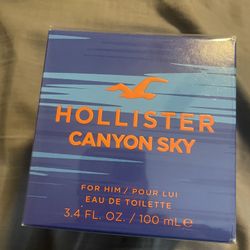 HOLLISTER
CANYON SKY
FOR HIM / POUR LUI
EAU DE TOILETTE
3.4 FL. OZ. / 100 mL e